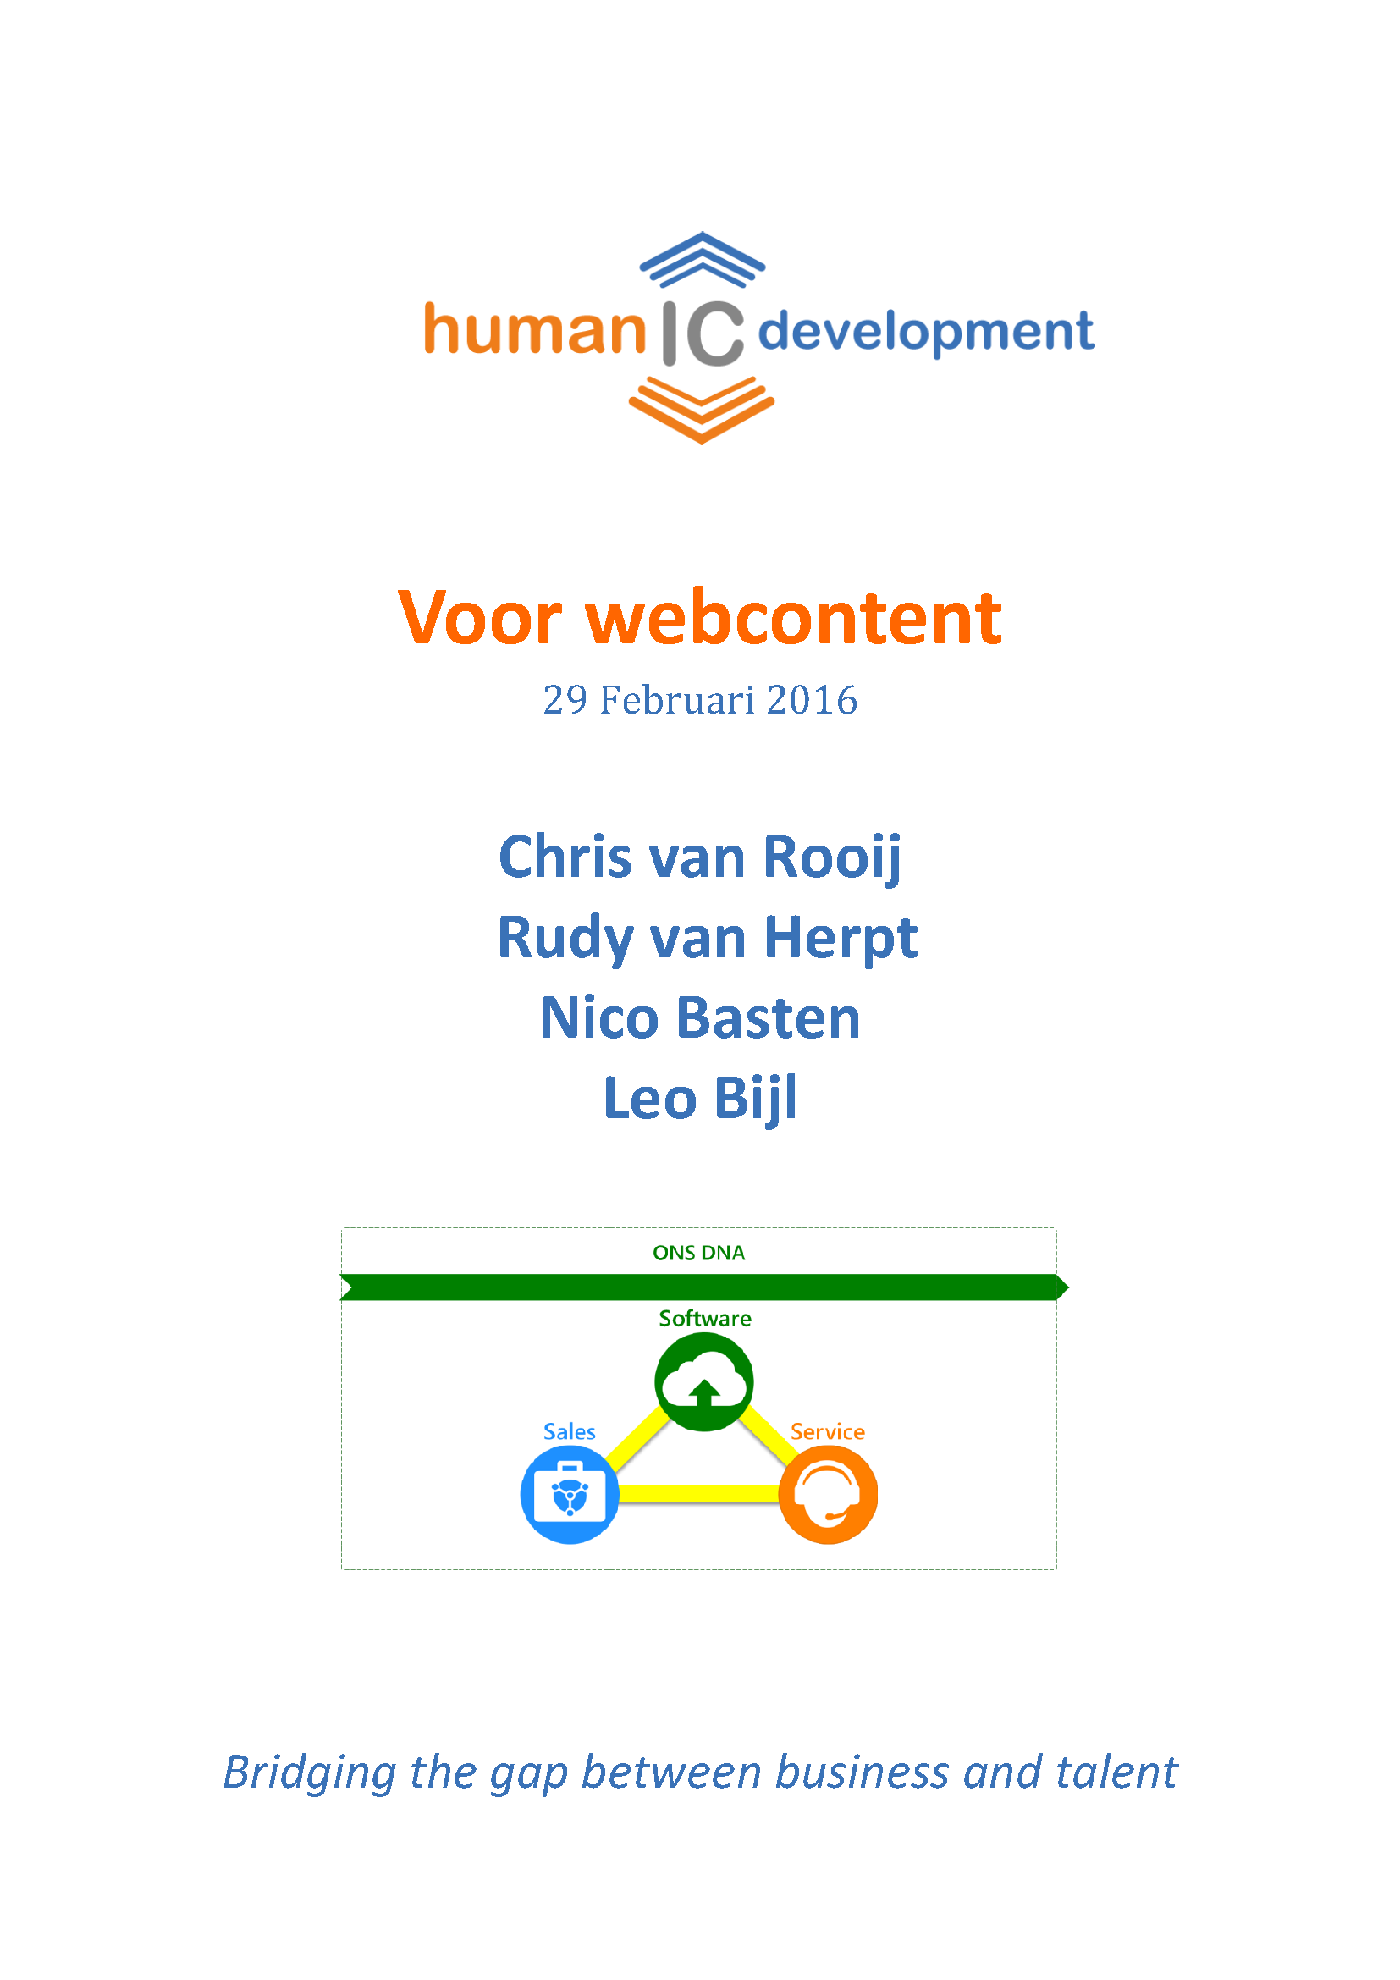 human IC development
Voor webcontent
29 Februari 2016
Chris van Rooij
Rudy van Herpt
Nico Basten
Leo Bijl
ONS DNA
Software
Sales
Service
Bridging the gap between business and talent